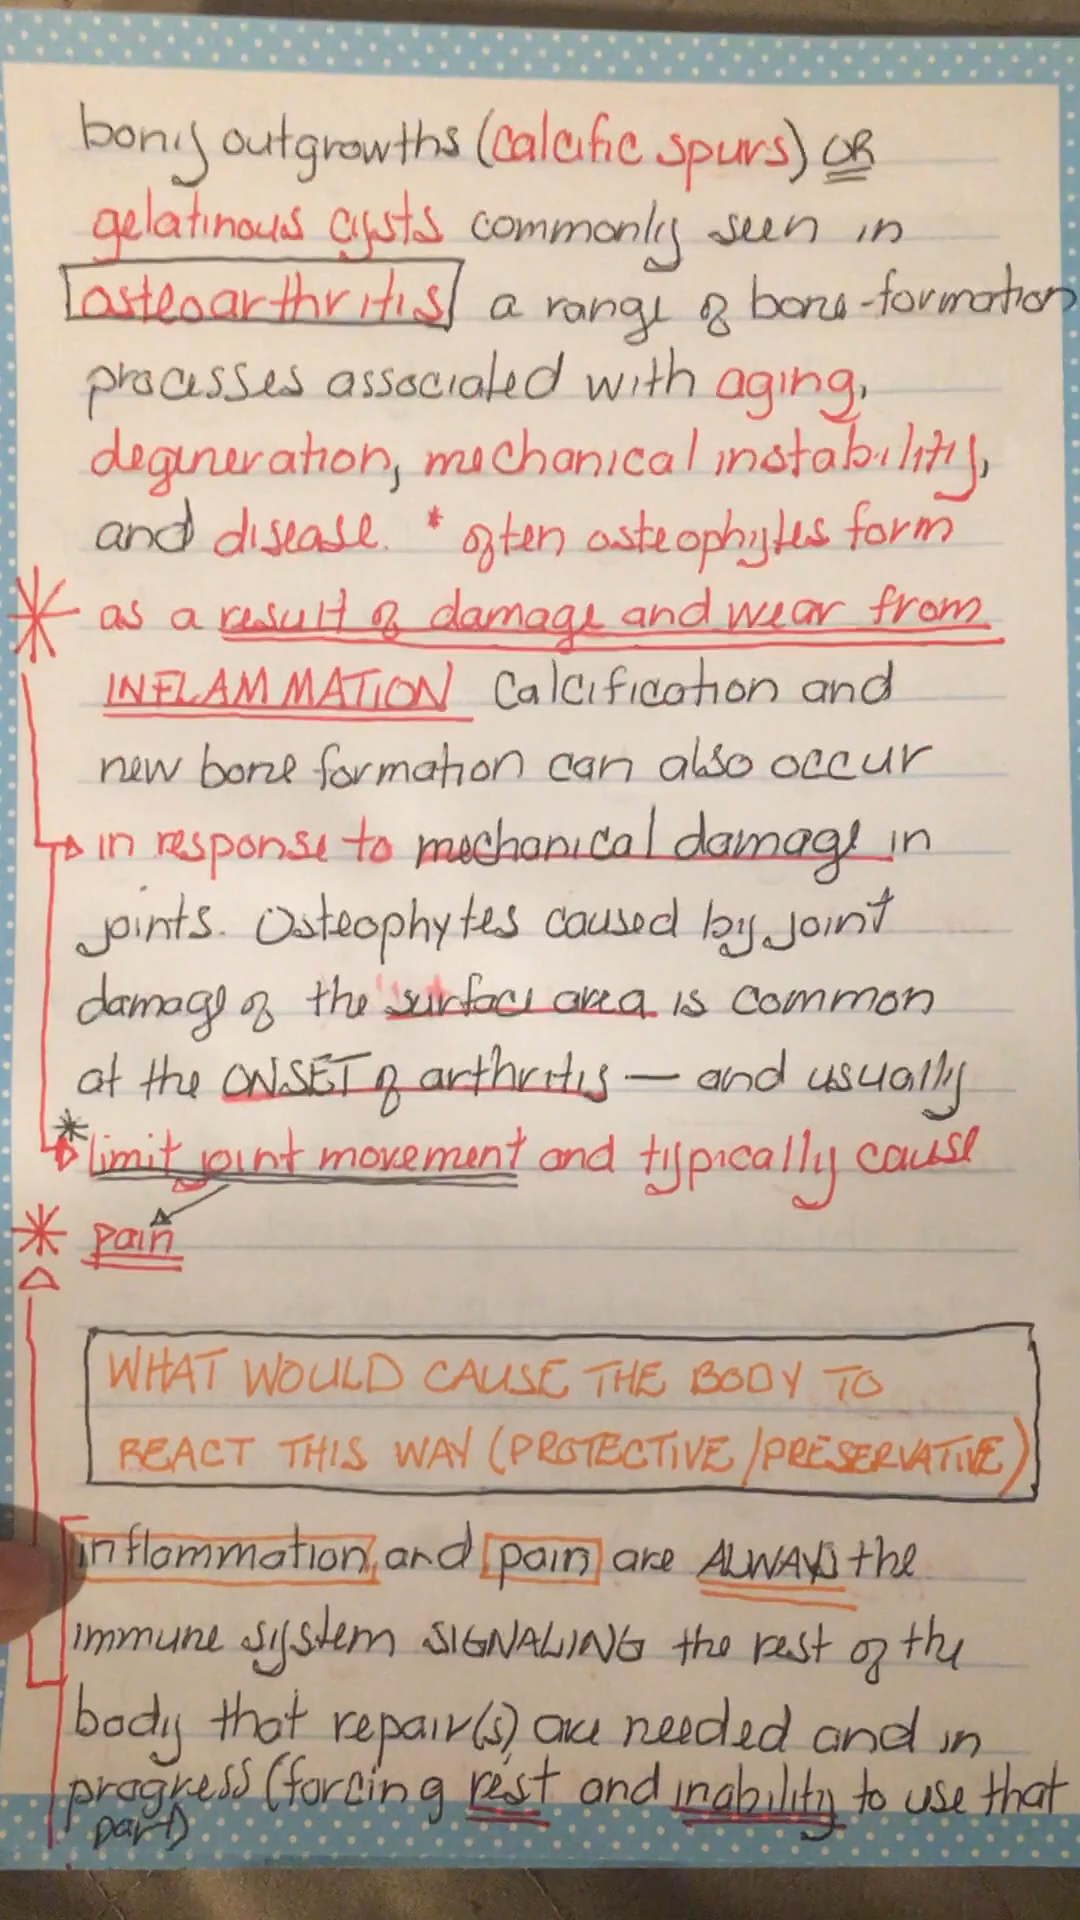 bony outgrowths (calcific spurs) OR
gelatinous cysts commonly seen in
osteoarthritis a range of bone-formation
processes associated with aging,
degeneration, mechanical instability,
and disease. * often osteophytes form
as a result of damage and wear from
INFLAMMATION Calcification and
new bone formation can also occur
in response to mechanical damage in
joints. Osteophytes caused by joint
damage of the surface area is common
at the ONSET of arthritis — and usually
* limit joint movement and typically cause
* pain
WHAT WOULD CAUSE THE BODY TO
REACT THIS WAY (PROTECTIVE/PRESERVATIVE)
inflammation and pain are ALWAYS the
immune system SIGNALING the rest of the
body that repair(s) are needed and in
progress (forcing rest and inability to use that
part)